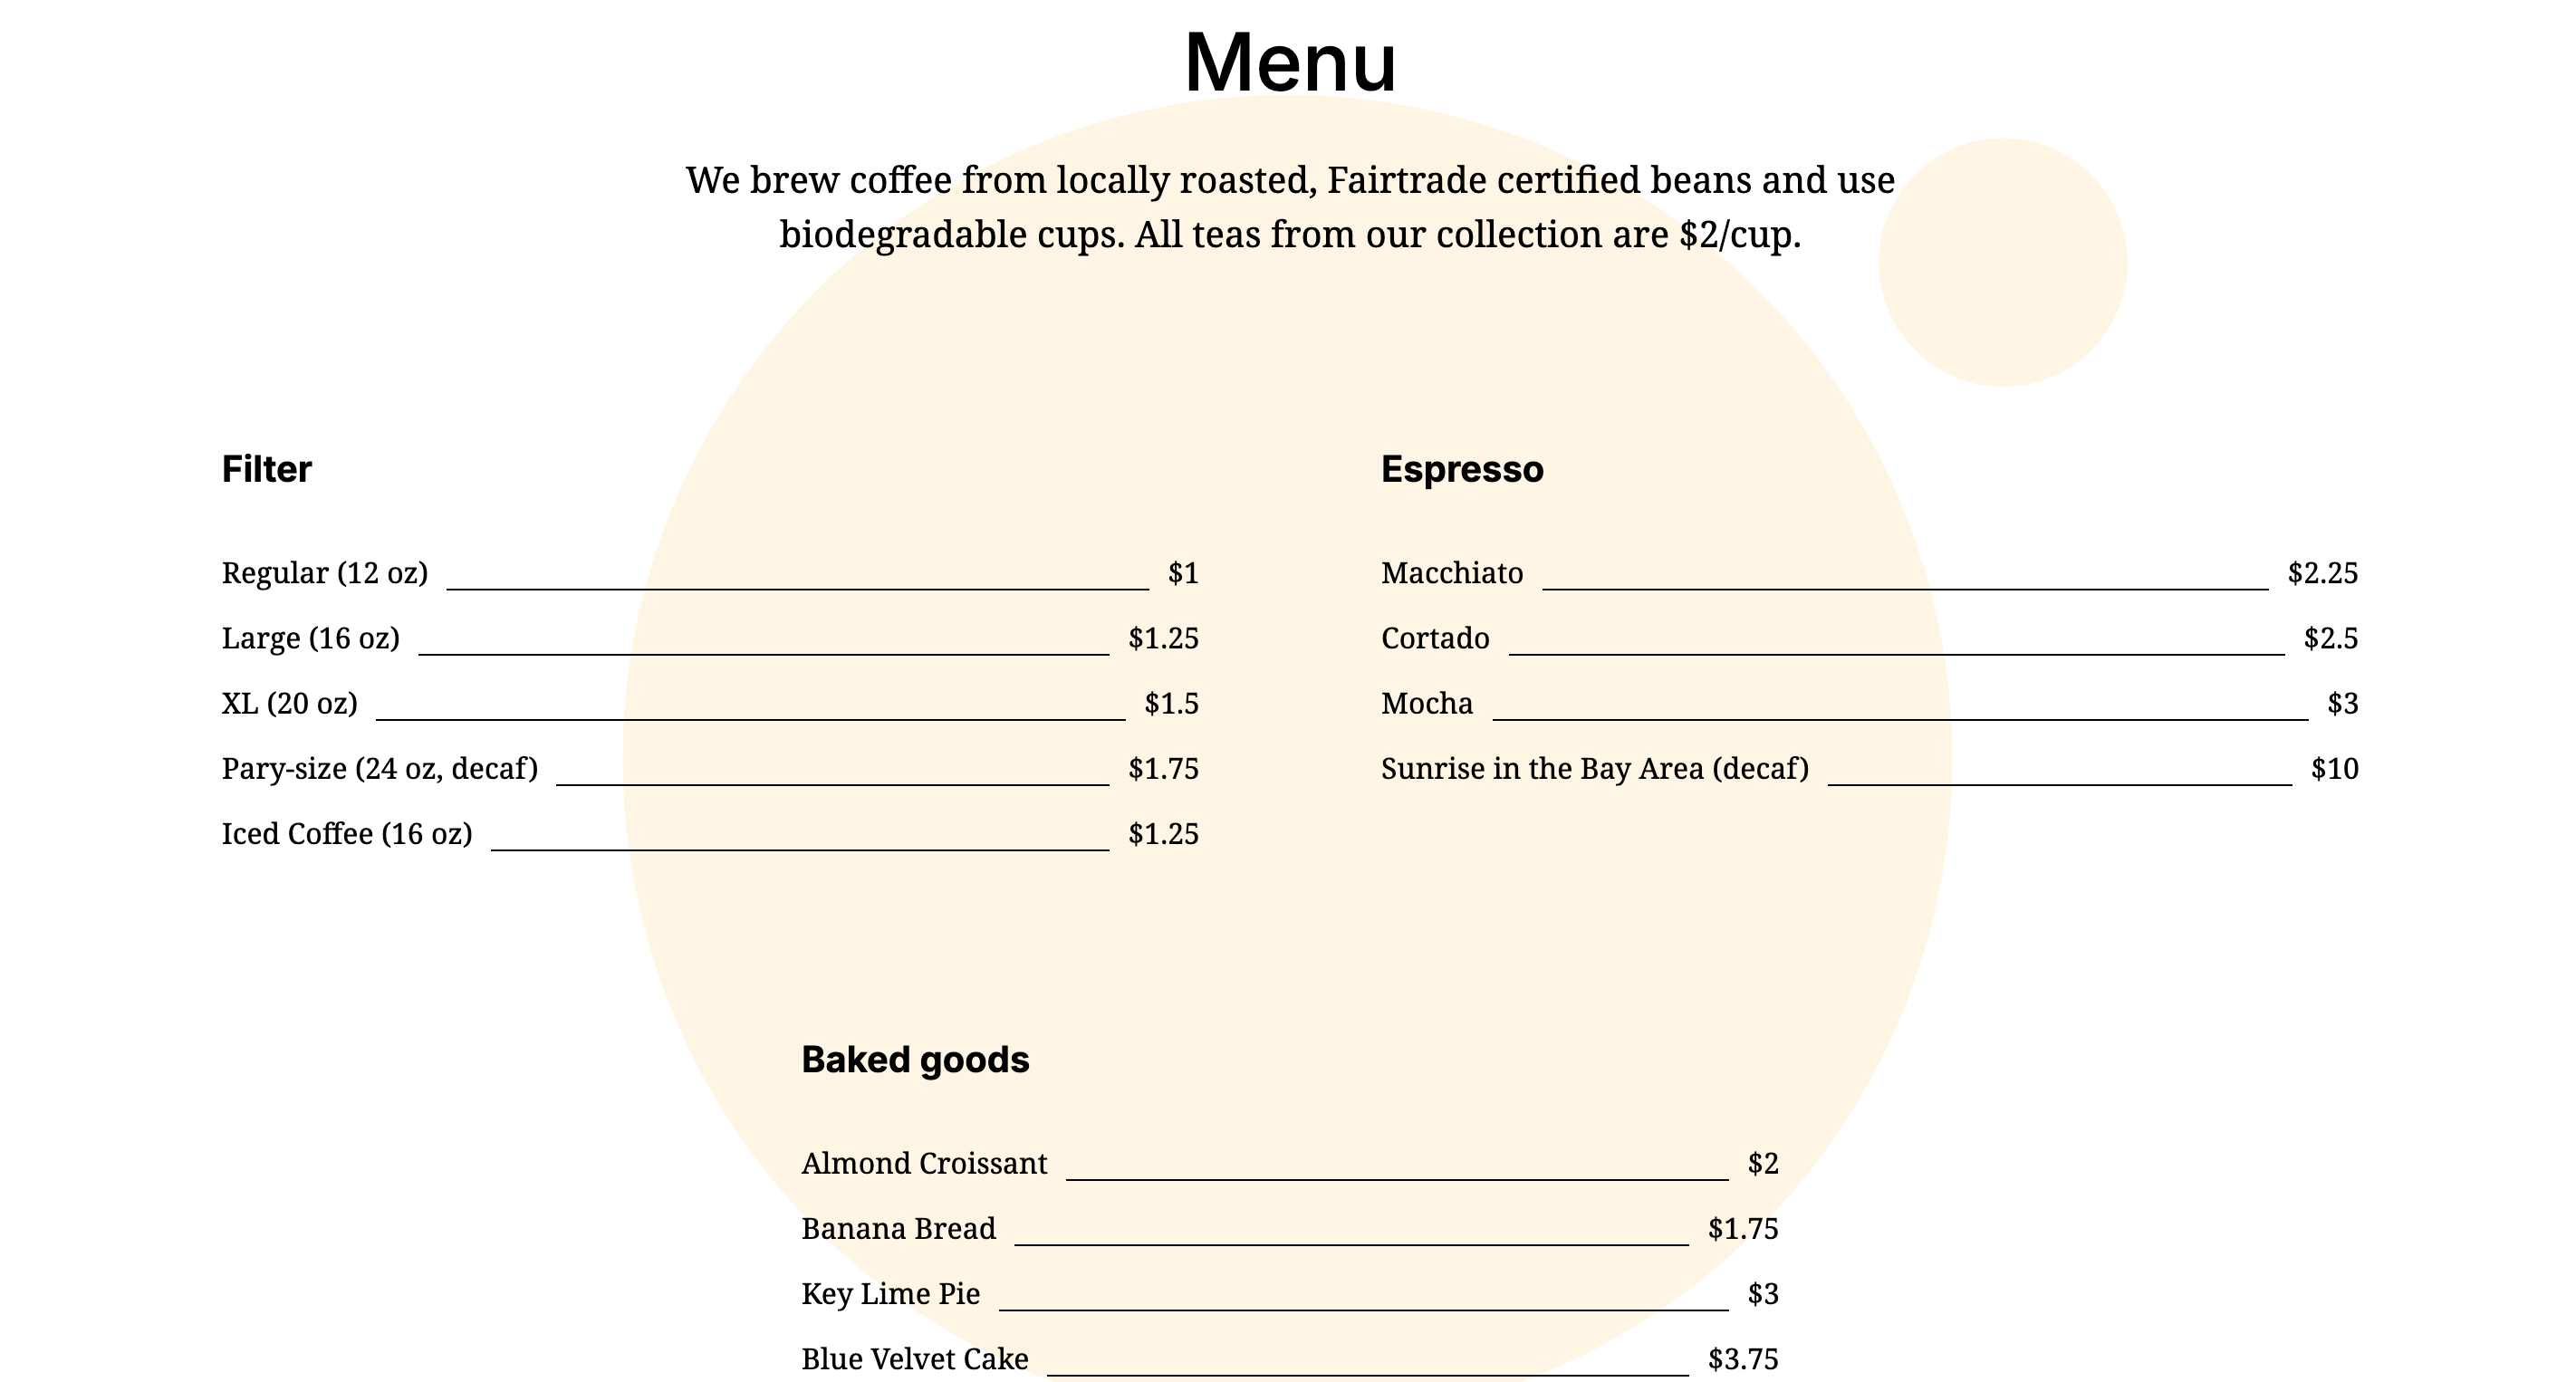 Menu
We brew coffee from locally roasted, Fairtrade certified beans and use
biodegradable cups. All teas from our collection are $2/cup.
Filter
Regular (12 oz) $1
Large (16 oz) $1.25
XL (20 oz) $1.5
Pary-size (24 oz, decaf) $1.75
Iced Coffee (16 oz) $1.25
Espresso
Macchiato $2.25
Cortado $2.5
Mocha $3
Sunrise in the Bay Area (decaf) $10
Baked goods
Almond Croissant $2
Banana Bread $1.75
Key Lime Pie $3
Blue Velvet Cake $3.75